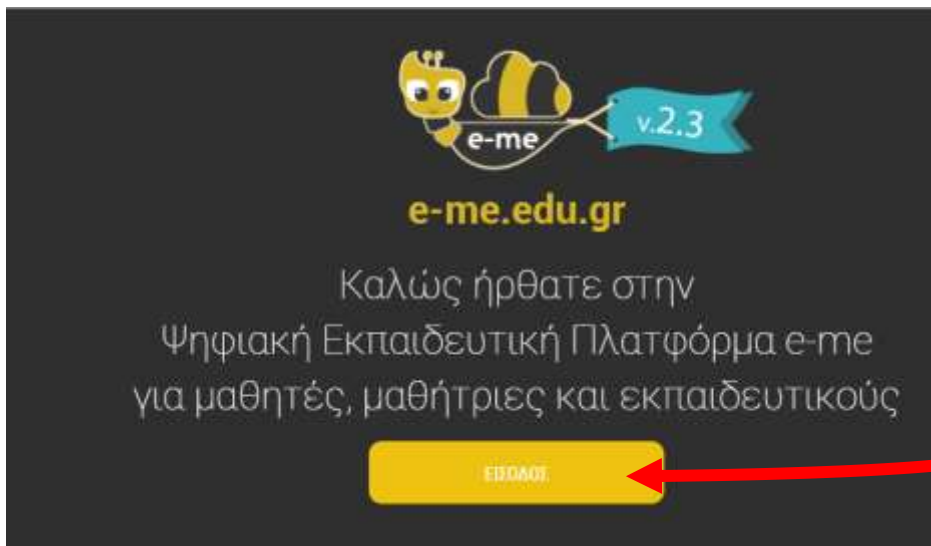 e-me
v.2.3
e-me.edu.gr
Καλώς ήρθατε στην
Ψηφιακή Εκπαιδευτική Πλατφόρμα e-me
για μαθητές, μαθήτριες και εκπαιδευτικούς
ΕΙΣΟΔΟΣ